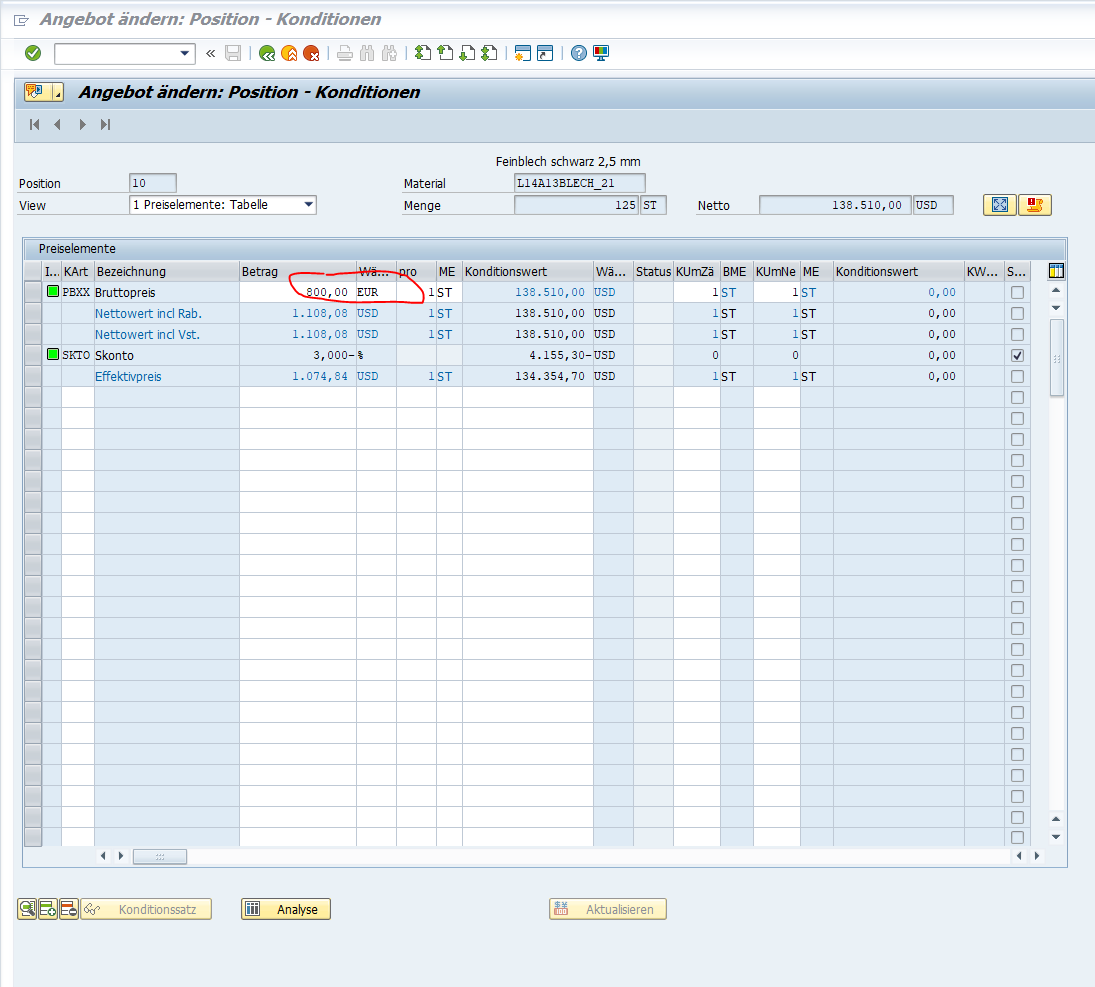 Angebot ändern: Position - Konditionen
Angebot ändern: Position - Konditionen
Feinblech schwarz 2,5 mm
Position 10 Material L14A13BLECH_21
View 1 Preiselemente: Tabelle Menge 125 ST Netto 138.510,00 USD
Preiselemente
I... KArt Bezeichnung Betrag Wä... pro ME Konditionswert Wä... Status KUmZä BME KUmNe ME Konditionswert KW... S...
PBXX Bruttopreis 800,00 EUR 1 ST 138.510,00 USD 1 ST 1 ST 0,00
Nettowert incl Rab. 1.108,08 USD 1 ST 138.510,00 USD 1 ST 1 ST 0,00
Nettowert incl Vst. 1.108,08 USD 1 ST 138.510,00 USD 1 ST 1 ST 0,00
SKTO Skonto 3,000- % 4.155,30- USD 0 0 0,00
Effektivpreis 1.074,84 USD 1 ST 134.354,70 USD 1 ST 1 ST 0,00
Konditionssatz Analyse Aktualisieren